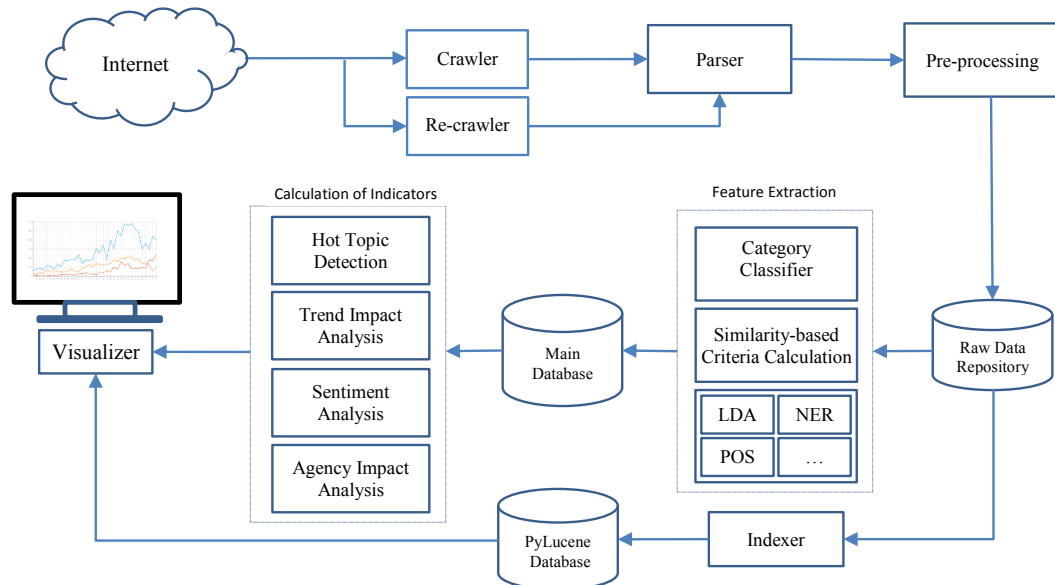 Internet
Crawler
Re-crawler
Parser
Pre-processing
Calculation of Indicators
Feature Extraction
Hot Topic
Detection
Trend Impact
Analysis
Sentiment
Analysis
Agency Impact
Analysis
Visualizer
Main
Database
Category
Classifier
Similarity-based
Criteria Calculation
LDA
NER
POS
…
Raw Data
Repository
PyLucene
Database
Indexer